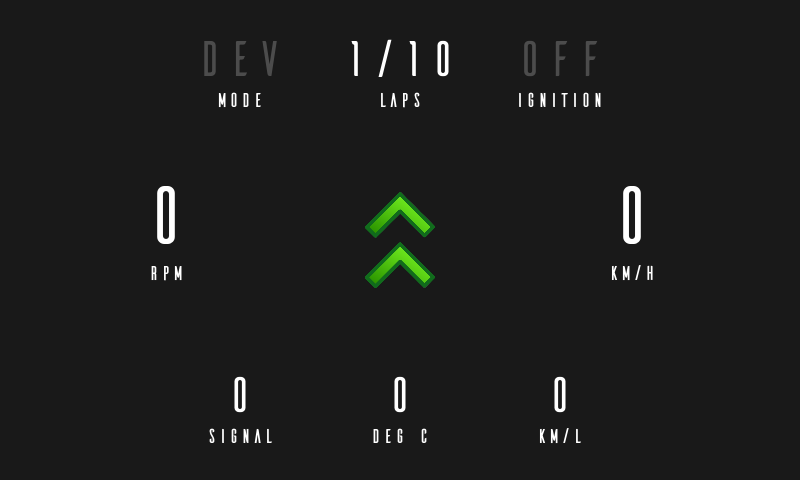 DEV 1/10 OFF
MODE LAPS IGNITION
0 0
RPM KM/H
0 0 0
SIGNAL DEG C KM/L